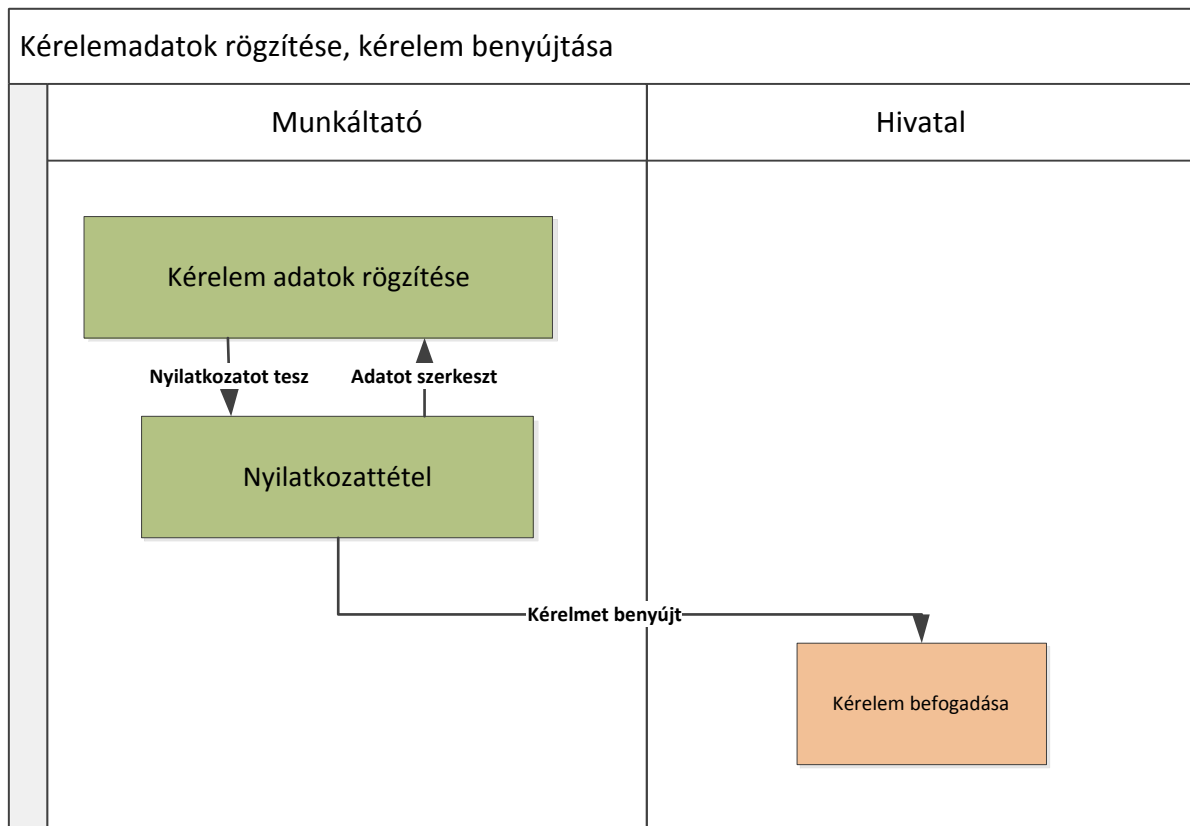 Kérelemadatok rögzítése, kérelem benyújtása
Munkáltató
Hivatal
Kérelem adatok rögzítése
Nyilatkozatot tesz
Adatot szerkeszt
Nyilatkozattétel
Kérelmet benyújt
Kérelem befogadása